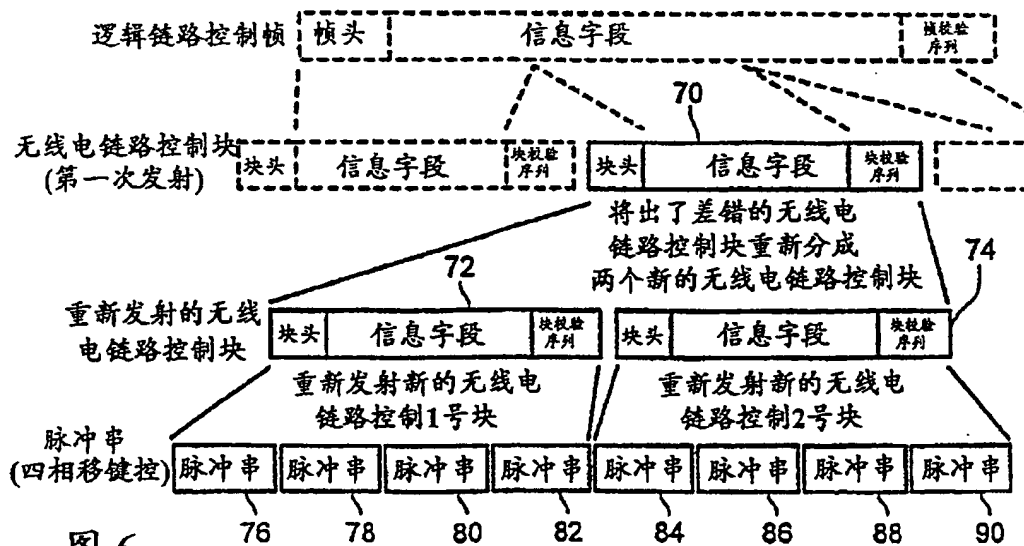 逻辑链路控制帧 帧头 信息字段 帧校验
序列
70
无线电链路控制块
(第一次发射)
块头 信息字段 块校验
序列
块头 信息字段 块校验
序列
将出了差错的无线电
链路控制块重新分成
两个新的无线电链路控制块
72
74
重新发射的无线
电链路控制块
块头 信息字段 块校验
序列
块头 信息字段 块校验
序列
重新发射新的无线电
链路控制1号块
重新发射新的无线电
链路控制2号块
脉冲串
(四相移键控)
脉冲串 脉冲串 脉冲串 脉冲串 脉冲串 脉冲串 脉冲串 脉冲串
76 78 80 82 84 86 88 90
图 6